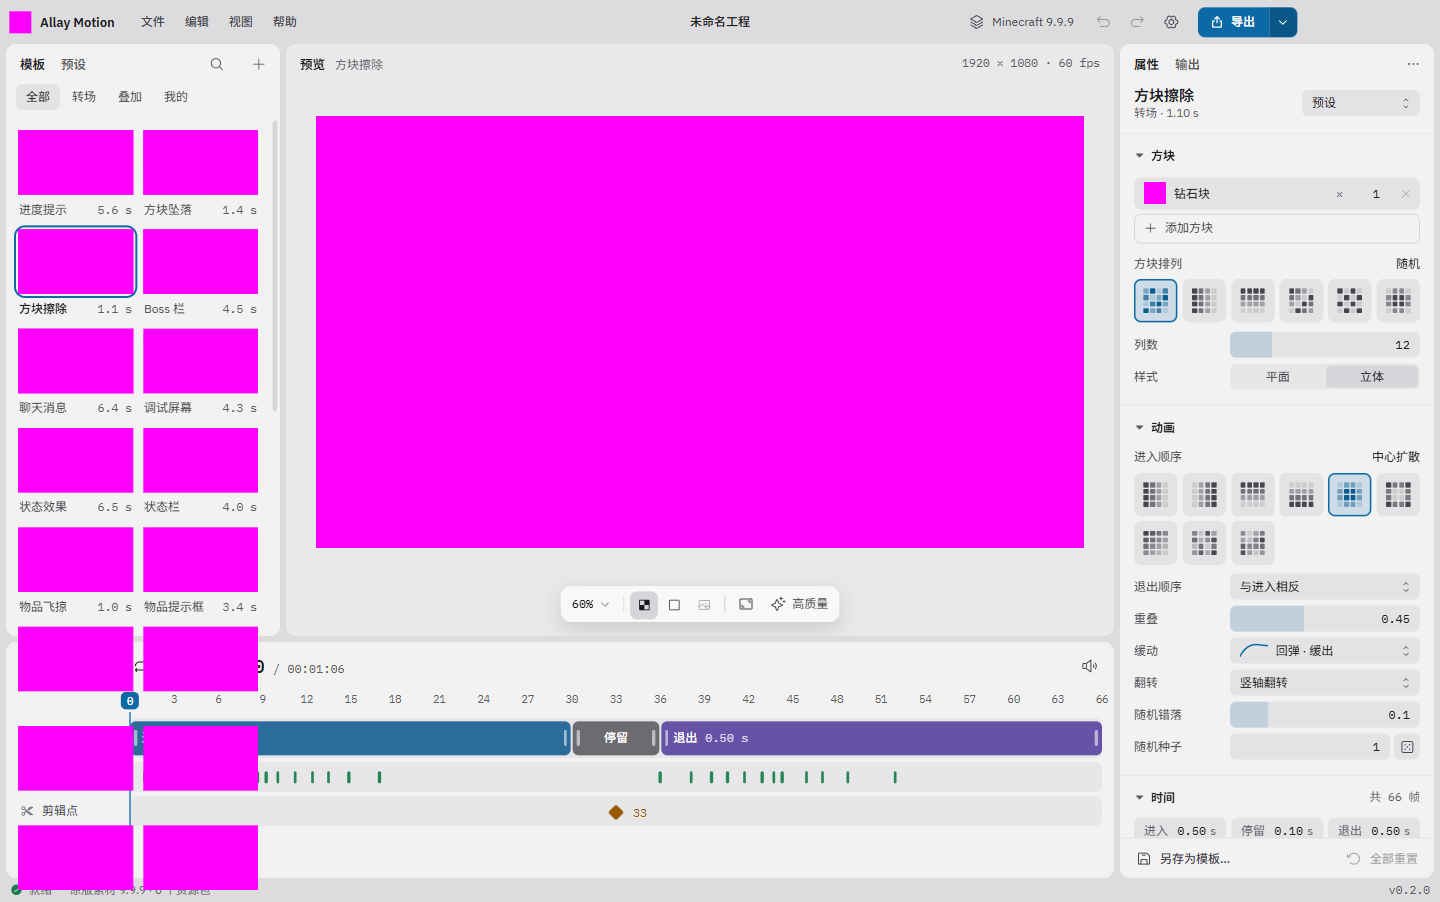 Allay Motion 文件 编辑 视图 帮助 未命名工程 Minecraft 9.9.9 导出
模板 预设
全部 转场 叠加 我的
进度提示 5.6 s 方块坠落 1.4 s
方块擦除 1.1 s Boss 栏 4.5 s
聊天消息 6.4 s 调试屏幕 4.3 s
状态效果 6.5 s 状态栏 4.0 s
物品飞掠 1.0 s 物品提示框 3.4 s
预览 方块擦除 1920 × 1080 · 60 fps
60% 高质量
/ 00:01:06
0 3 6 9 12 15 18 21 24 27 30 33 36 39 42 45 48 51 54 57 60 63 66
停留 退出 0.50 s
剪辑点 33
属性 输出
方块擦除 预设
转场 · 1.10 s
方块
钻石块 × 1 ×
添加方块
方块排列 随机
列数 12
样式 平面 立体
动画
进入顺序 中心扩散
退出顺序 与进入相反
重叠 0.45
缓动 回弹 · 缓出
翻转 竖轴翻转
随机错落 0.1
随机种子 1
时间 共 66 帧
进入 0.50 s 停留 0.10 s 退出 0.50 s
另存为模板... 全部重置
v0.2.0